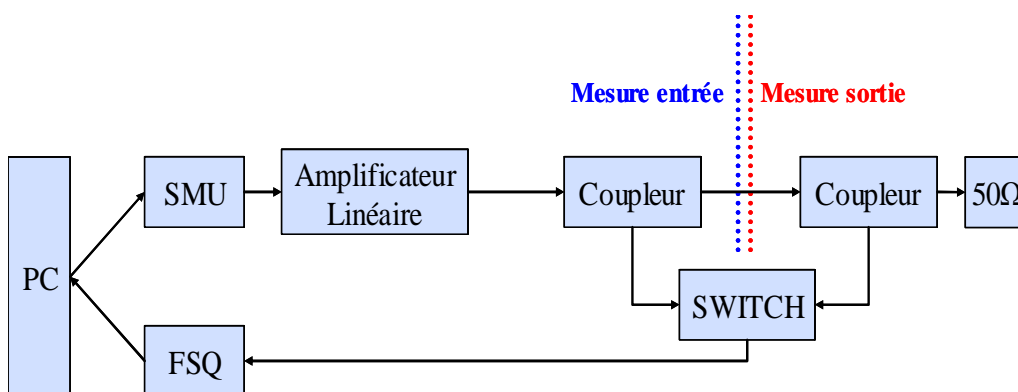 Mesure entrée
Mesure sortie
SMU
Amplificateur
Linéaire
Coupleur
Coupleur
50Ω
PC
SWITCH
FSQ